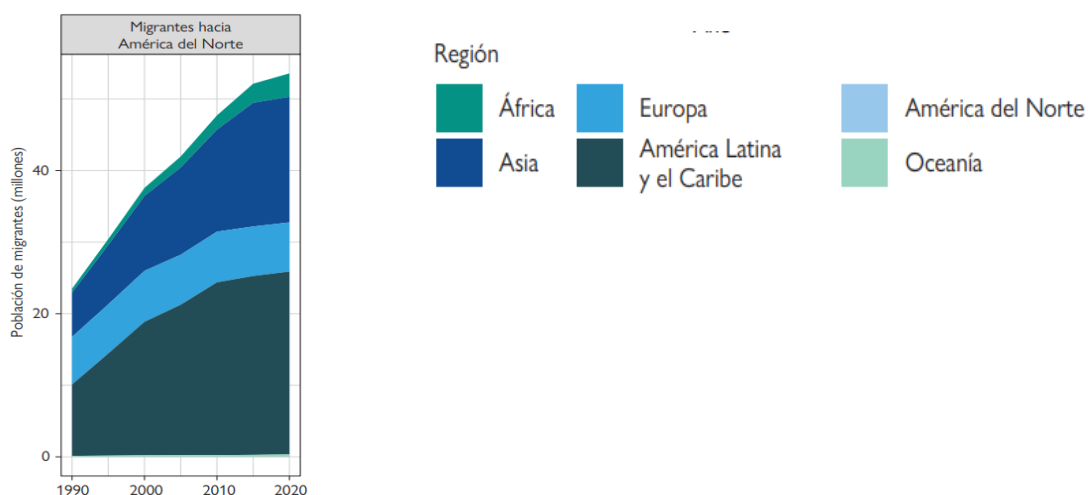 Migrantes hacia
América del Norte
Población de migrantes (millones)
40
20
0
1990
2000
2010
2020
Región
África
Europa
América del Norte
Asia
América Latina
y el Caribe
Oceanía